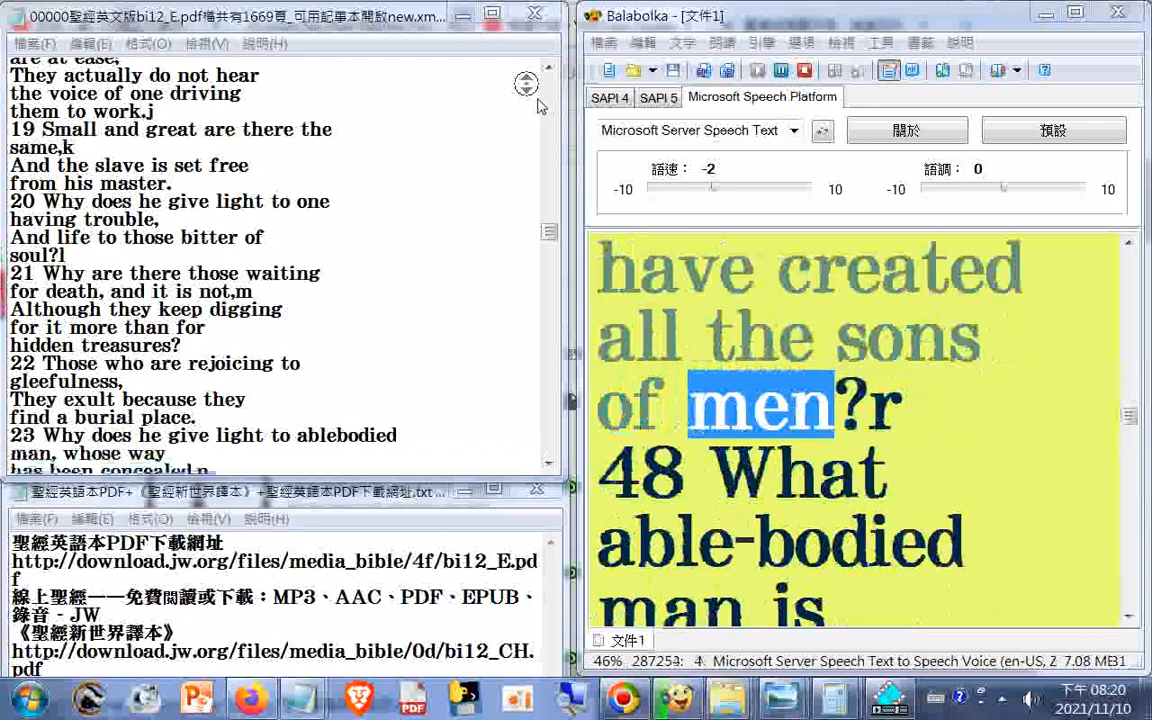 00000聖經英文版bi12_E.pdf檔共有1669頁_可用記事本開啟new.xm...
檔案(F) 編輯(E) 格式(O) 檢視(V) 說明(H)
are at ease,
They actually do not hear
the voice of one driving
them to work.j
19 Small and great are there the
same,k
And the slave is set free
from his master.
20 Why does he give light to one
having trouble,
And life to those bitter of
soul?l
21 Why are there those waiting
for death, and it is not,m
Although they keep digging
for it more than for
hidden treasures?
22 Those who are rejoicing to
gleefulness,
They exult because they
find a burial place.
23 Why does he give light to ablebodied
man, whose way
has been concealed,n
聖經英語本PDF+《聖經新世界譯本》+聖經英語本PDF下載網址.txt ...
檔案(F) 編輯(E) 格式(O) 檢視(V) 說明(H)
聖經英語本PDF下載網址
http://download.jw.org/files/media_bible/4f/bi12_E.pd
f
線上聖經——免費閱讀或下載：MP3、AAC、PDF、EPUB、
錄音 - JW
《聖經新世界譯本》
http://download.jw.org/files/media_bible/0d/bi12_CH.
pdf
Balabolka - [文件1]
檔案 編輯 文字 朗讀 引擎 選項 檢視 工具 書籤 說明
SAPI 4 SAPI 5 Microsoft Speech Platform
Microsoft Server Speech Text 關於 預設
語速： -2 語調： 0
-10 10 -10 10
have created
all the sons
of men?r
48 What
able-bodied
man is
文件1
46% 287254: 4 Microsoft Server Speech Text to Speech Voice (en-US, Z 7.08 MB1
下午 08:20
2021/11/10